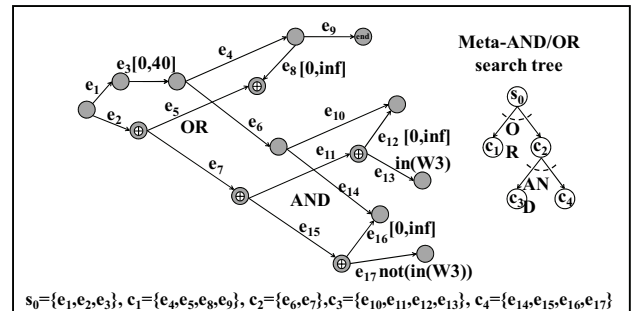 e9
end
e4
Meta-AND/OR
search tree
e3[0,40]
e8[0,inf]
e1
e5
s0
e2
OR
e10
O
e6
c1
R
c2
e12[0,inf]
e11
e13
in(W3)
e7
AND
e14
AN
c3
D
c4
e15
e16[0,inf]
e17 not(in(W3))
s0={e1,e2,e3}, c1={e4,e5,e8,e9}, c2={e6,e7},c3={e10,e11,e12,e13}, c4={e14,e15,e16,e17}